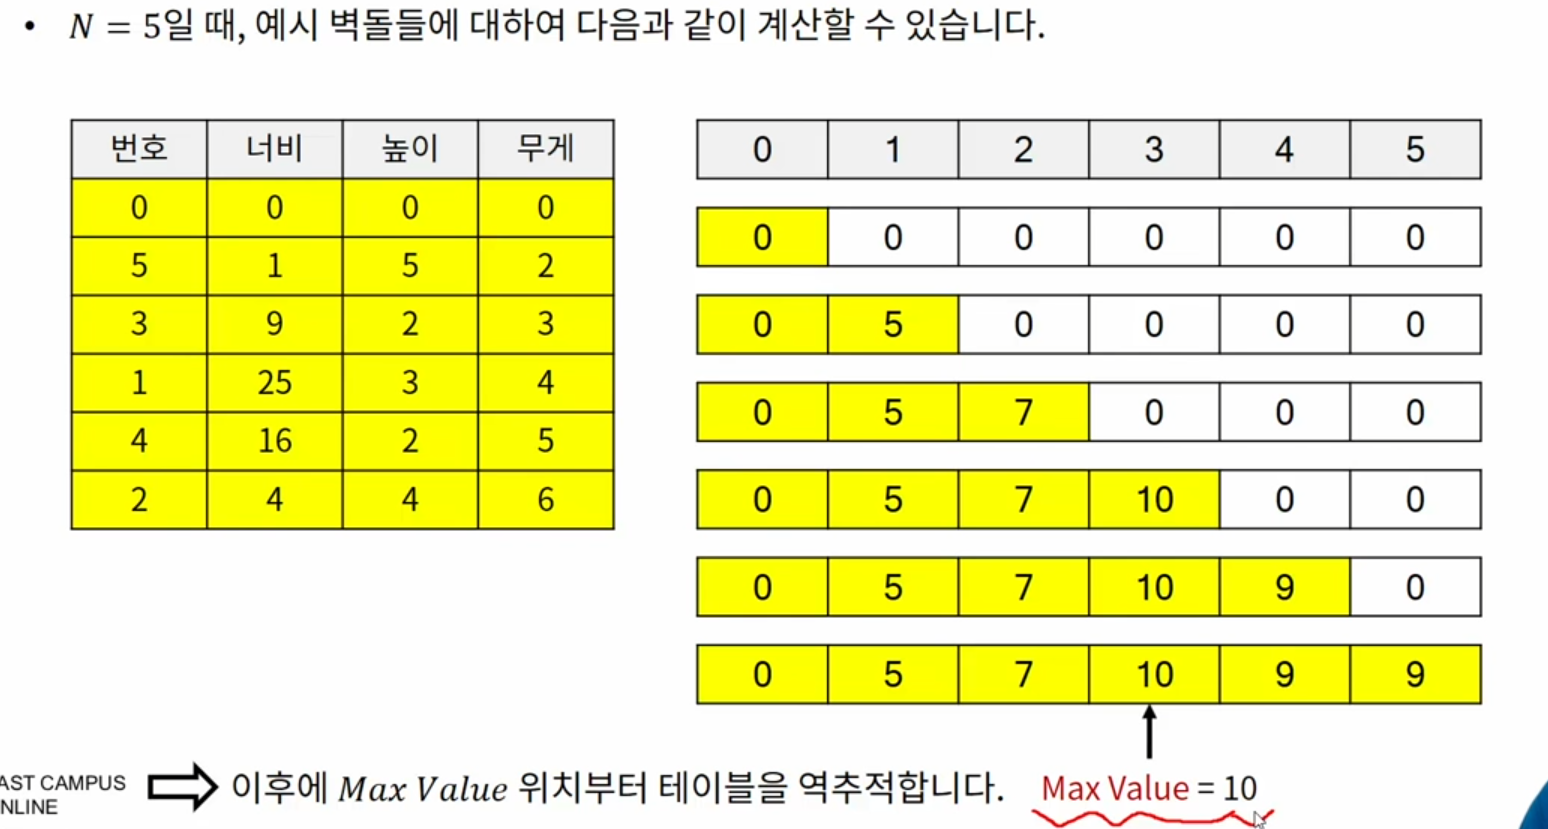 • N = 5일 때, 예시 벽돌들에 대하여 다음과 같이 계산할 수 있습니다.
번호 너비 높이 무게
0 0 0 0
5 1 5 2
3 9 2 3
1 25 3 4
4 16 2 5
2 4 4 6
0 1 2 3 4 5
0 0 0 0 0 0
0 5 0 0 0 0
0 5 7 0 0 0
0 5 7 10 0 0
0 5 7 10 9 0
0 5 7 10 9 9
AST CAMPUS
NLINE
이후에 Max Value 위치부터 테이블을 역추적합니다.
Max Value = 10